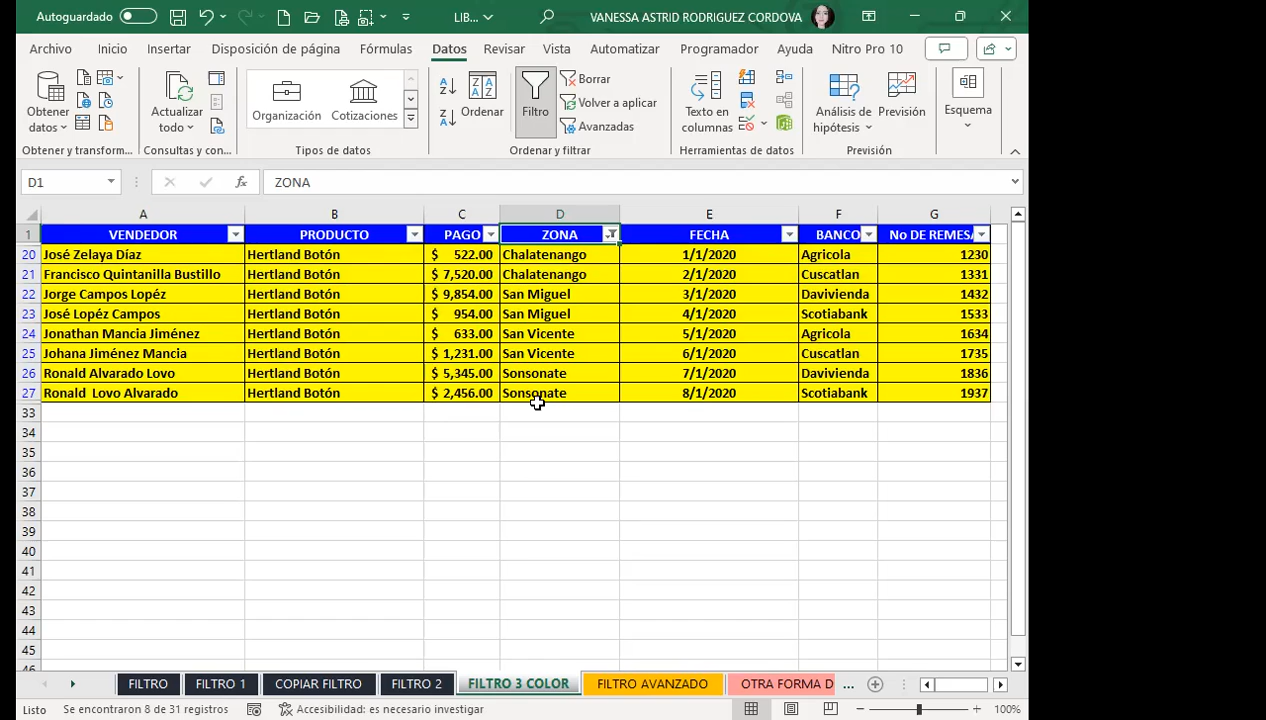 Autoguardado
LIB...
VANESSA ASTRID RODRIGUEZ CORDOVA
Archivo Inicio Insertar Disposición de página Fórmulas Datos Revisar Vista Automatizar Programador Ayuda Nitro Pro 10
Obtener datos
Actualizar todo
Organización
Cotizaciones
Ordenar
Filtro
Borrar
Volver a aplicar
Avanzadas
Texto en columnas
Análisis de hipótesis
Previsión
Esquema
Obtener y transform... Consultas y con... Tipos de datos Ordenar y filtrar Herramientas de datos Previsión
D1 fx ZONA
A B C D E F G
1 VENDEDOR PRODUCTO PAGO ZONA FECHA BANCO No DE REMESA
20 José Zelaya Díaz Hertland Botón $ 522.00 Chalatenango 1/1/2020 Agricola 1230
21 Francisco Quintanilla Bustillo Hertland Botón $ 7,520.00 Chalatenango 2/1/2020 Cuscatlan 1331
22 Jorge Campos Lopéz Hertland Botón $ 9,854.00 San Miguel 3/1/2020 Davivienda 1432
23 José Lopéz Campos Hertland Botón $ 954.00 San Miguel 4/1/2020 Scotiabank 1533
24 Jonathan Mancia Jiménez Hertland Botón $ 633.00 San Vicente 5/1/2020 Agricola 1634
25 Johana Jiménez Mancia Hertland Botón $ 1,231.00 San Vicente 6/1/2020 Cuscatlan 1735
26 Ronald Alvarado Lovo Hertland Botón $ 5,345.00 Sonsonate 7/1/2020 Davivienda 1836
27 Ronald Lovo Alvarado Hertland Botón $ 2,456.00 Sonsonate 8/1/2020 Scotiabank 1937
33
34
35
36
37
38
39
40
41
42
43
44
45
46
FILTRO FILTRO 1 COPIAR FILTRO FILTRO 2 FILTRO 3 COLOR FILTRO AVANZADO OTRA FORMA D ...
Listo Se encontraron 8 de 31 registros Accesibilidad: es necesario investigar 100%